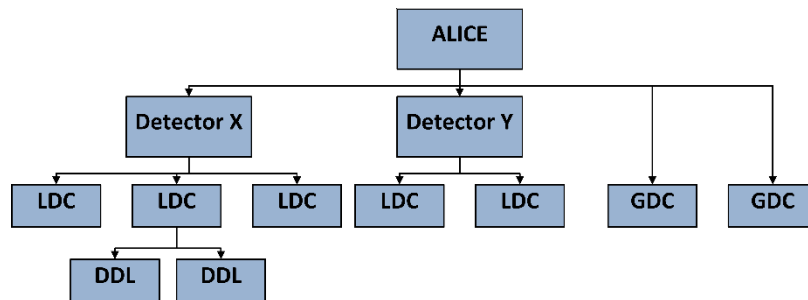 ALICE
Detector X
Detector Y
LDC
LDC
LDC
LDC
LDC
GDC
GDC
DDL
DDL